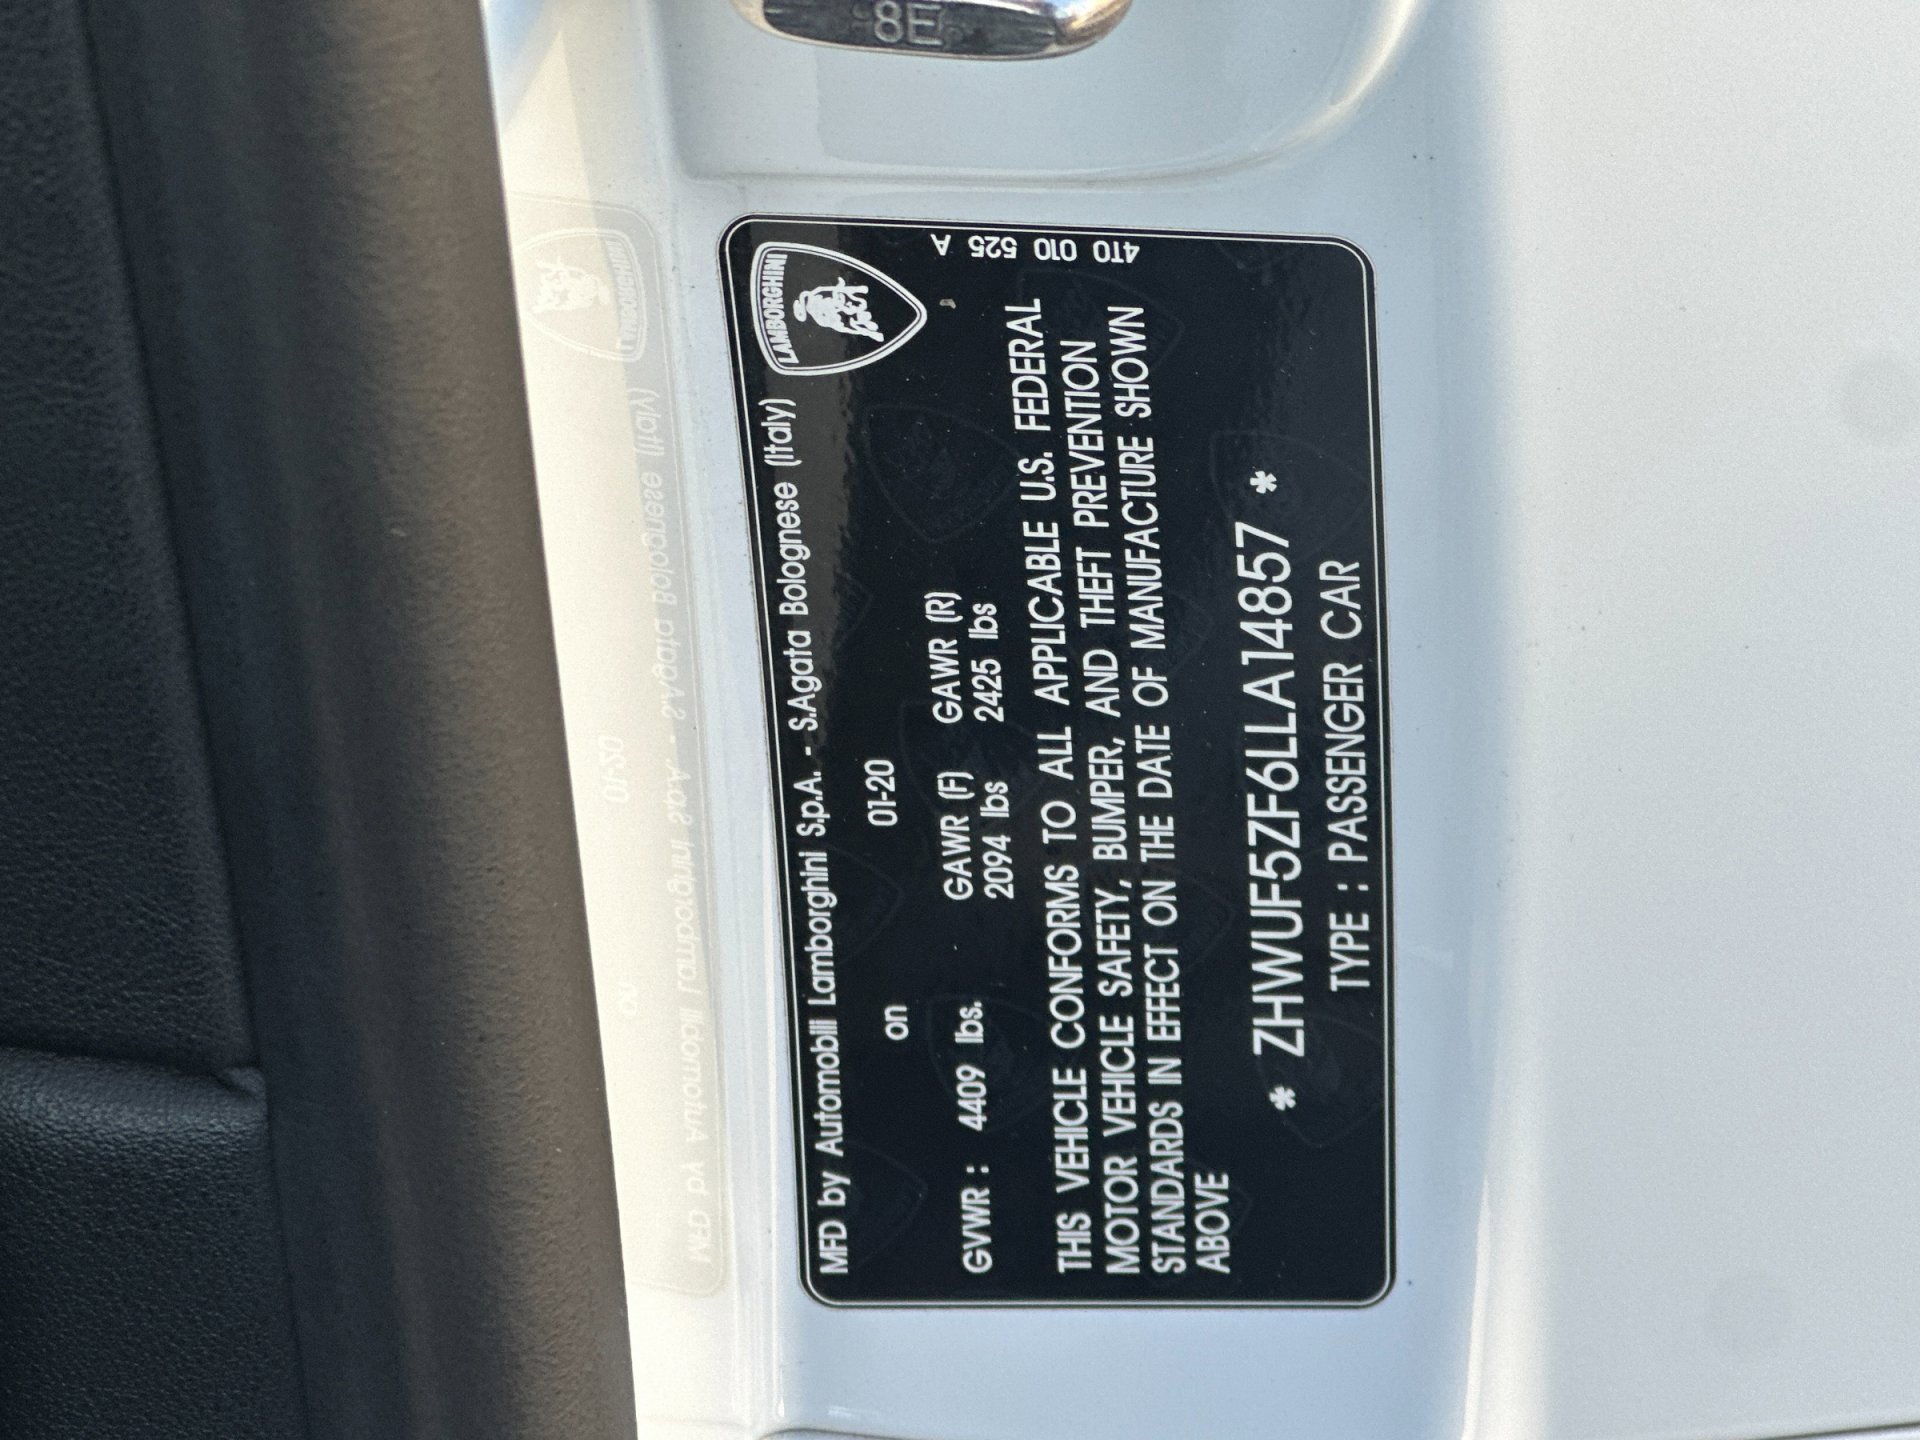 8E
LAMBORGHINI
4T0 010 525 A
MFD by Automobili Lamborghini S.p.A. - S.Agata Bolognese (Italy)
on 01-20
GVWR : 4409 lbs. GAWR (F) GAWR (R)
2094 lbs 2425 lbs
THIS VEHICLE CONFORMS TO ALL APPLICABLE U.S. FEDERAL
MOTOR VEHICLE SAFETY, BUMPER, AND THEFT PREVENTION
STANDARDS IN EFFECT ON THE DATE OF MANUFACTURE SHOWN
ABOVE
* ZHWUF5ZF6LLA14857 *
TYPE : PASSENGER CAR